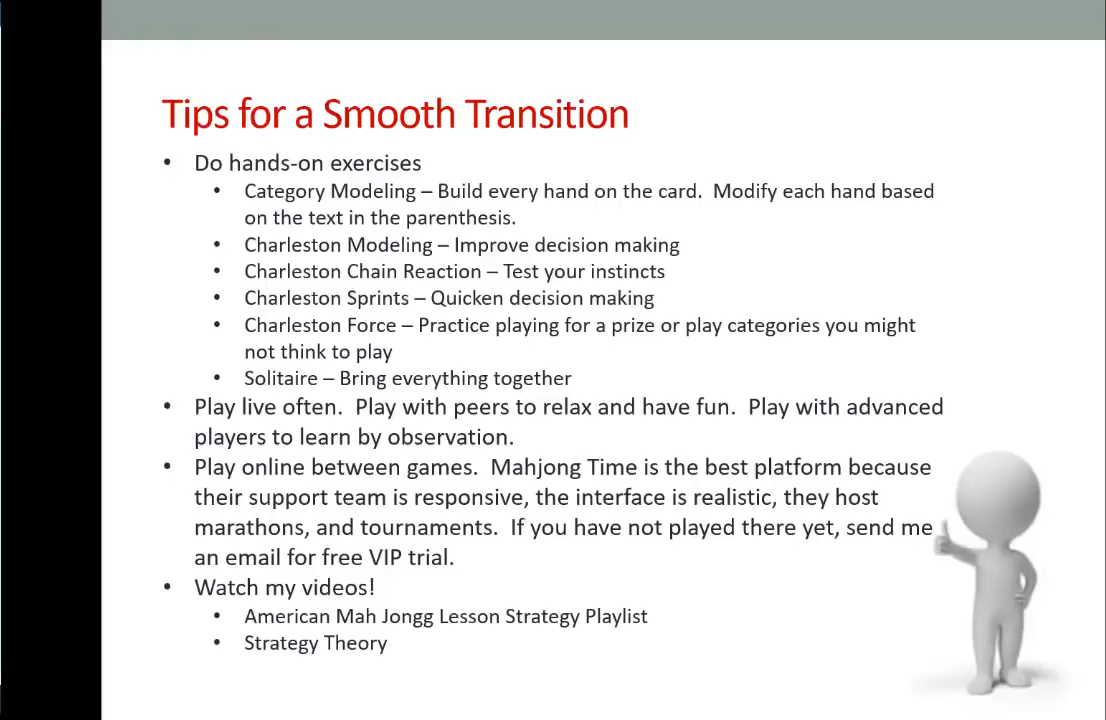 Tips for a Smooth Transition
• Do hands-on exercises
• Category Modeling – Build every hand on the card.  Modify each hand based
on the text in the parenthesis.
• Charleston Modeling – Improve decision making
• Charleston Chain Reaction – Test your instincts
• Charleston Sprints – Quicken decision making
• Charleston Force – Practice playing for a prize or play categories you might
not think to play
• Solitaire – Bring everything together
• Play live often.  Play with peers to relax and have fun.  Play with advanced
players to learn by observation.
• Play online between games.  Mahjong Time is the best platform because
their support team is responsive, the interface is realistic, they host
marathons, and tournaments.  If you have not played there yet, send me
an email for free VIP trial.
• Watch my videos!
• American Mah Jongg Lesson Strategy Playlist
• Strategy Theory